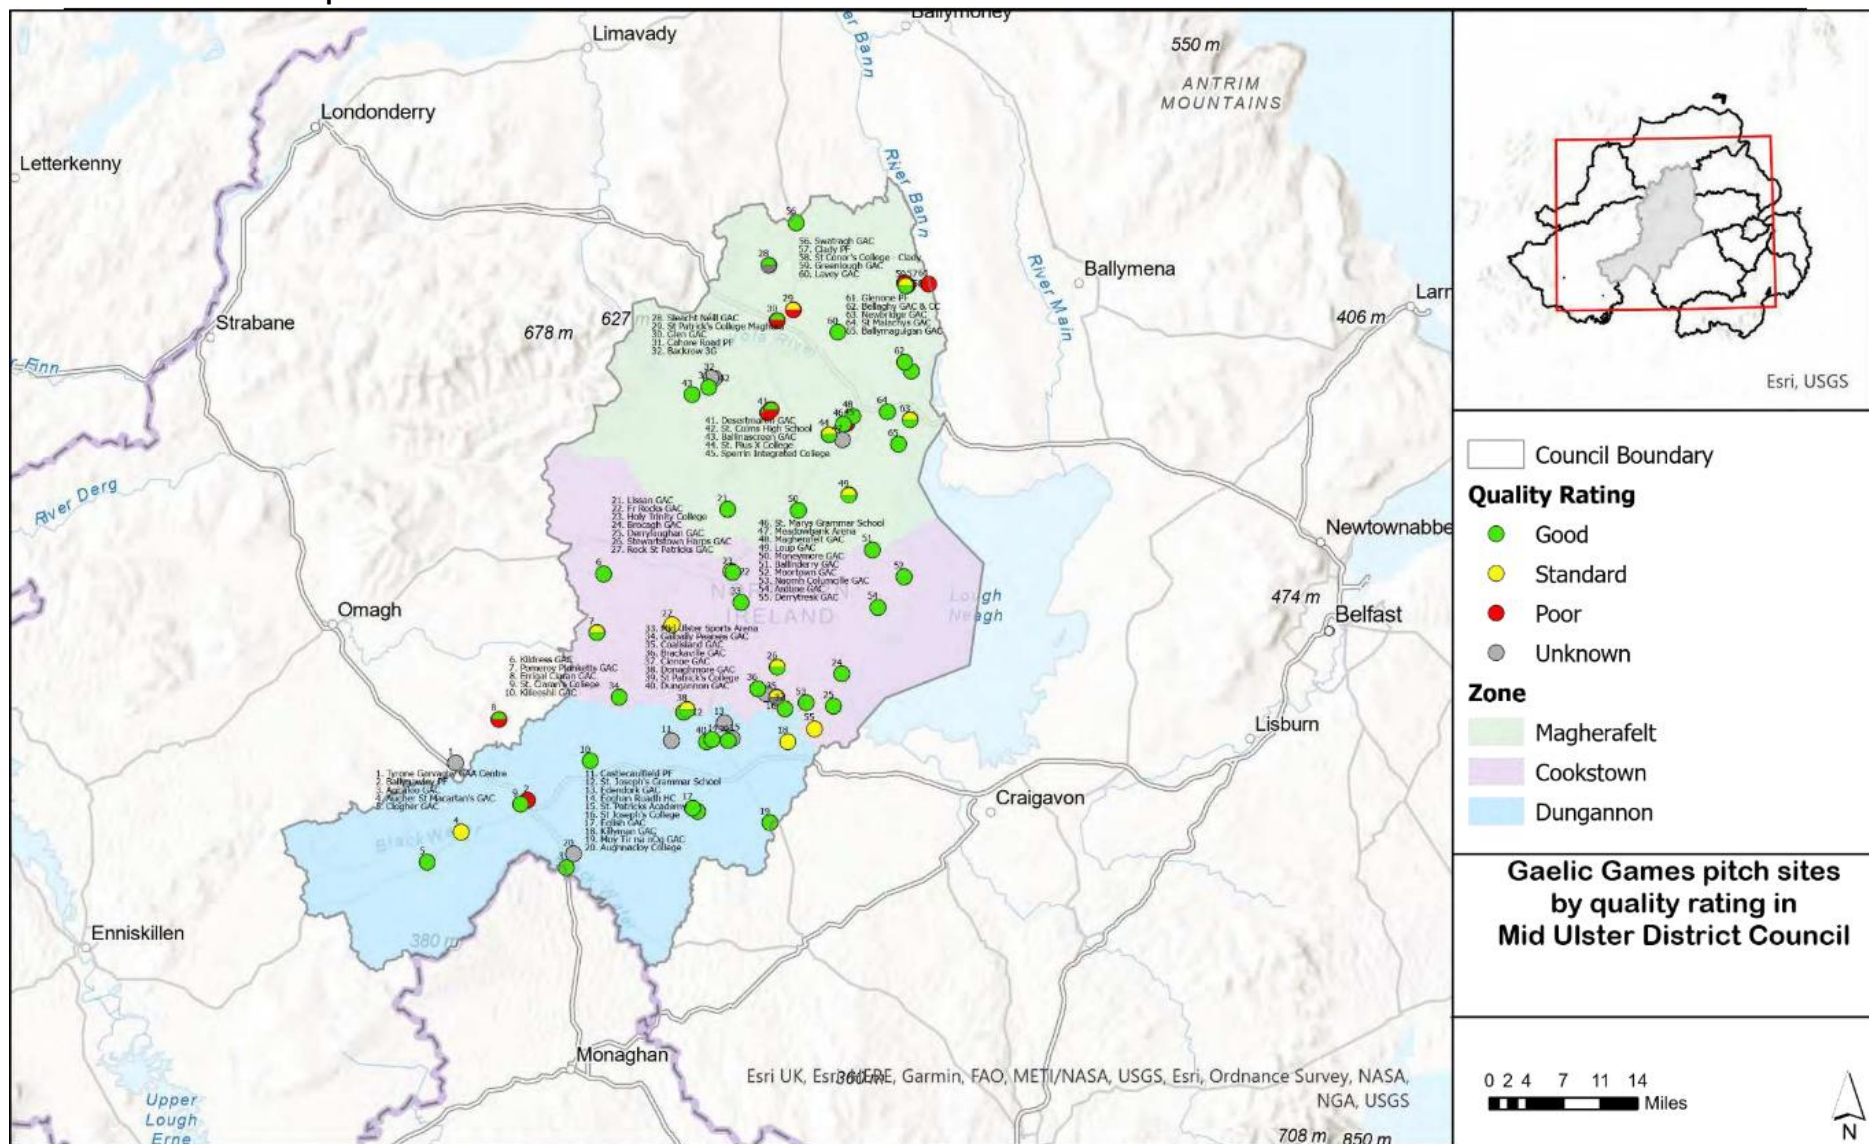 Ballymoney
Limavady
550 m
ANTRIM
MOUNTAINS
Londonderry
Letterkenny
River Bann
River Main
Ballymena
Strabane
678 m
627
406 m
River Derg
56. Swatragh GAC
57. Clady PF
58. St Conor's College - Clady
59. Greenlough GAC
60. Lavey GAC
61. Glenone PF
62. Bellaghy GAC & CC
63. Newbridge GAC
64. St Malachys GAC
65. Ballymaguigan GAC
28. Sleacht Neill GAC
29. St Patrick's College Maghera
30. Glen GAC
31. Cahore Road PF
32. Backrow 3G
41. Desertmartin GAC
42. St. Colms High School
43. Ballinascreen GAC
44. St. Pius X College
45. Sperrin Integrated College
21. Lissan GAC
22. Fr Rocks GAC
23. Holy Trinity College
24. Brocagh GAC
25. Derrylaughan GAC
26. Stewartstown Harps GAC
27. Rock St Patricks GAC
46. St. Marys Grammar School
47. Meadowbank Arena
48. Magherafelt GAC
49. Loup GAC
50. Moneymore GAC
51. Ballinderry GAC
52. Moortown GAC
53. Naomh Columcille GAC
54. Ardboe GAC
55. Derrytresk GAC
NORTHERN
IRELAND
Lough
Neagh
Newtownabbe
474 m
Belfast
Omagh
33. Mid Ulster Sports Arena
34. Galbally Pearses GAC
35. Coalisland GAC
36. Brackaville GAC
37. Clonoe GAC
38. Donaghmore GAC
39. St Patrick's College
40. Dungannon GAC
6. Kildress GAC
7. Pomeroy Plunketts GAC
8. Errigal Ciaran GAC
9. St. Ciaran's College
10. Killeeshil GAC
Lisburn
1. Tyrone Garvaghey GAA Centre
2. Ballygawley PF
3. Aghaloo GAC
4. Augher St Macartan's GAC
5. Clogher GAC
11. Castlecaulfield PF
12. St. Joseph's Grammar School
13. Edendork GAC
14. Eoghan Ruadh HC
15. St. Patricks Academy
16. St Joseph's College
17. Eglish GAC
18. Killyman GAC
19. Moy Tir na nOg GAC
20. Aughnacloy College
Craigavon
Blackwater
Enniskillen
380 m
Monaghan
Upper
Lough
Erne
360 m
Esri UK, Esri, HERE, Garmin, FAO, METI/NASA, USGS, Esri, Ordnance Survey, NASA,
NGA, USGS
708 m 850 m
Esri, USGS
Council Boundary
Quality Rating
Good
Standard
Poor
Unknown
Zone
Magherafelt
Cookstown
Dungannon
Gaelic Games pitch sites
by quality rating in
Mid Ulster District Council
0 2 4 7 11 14
Miles
N